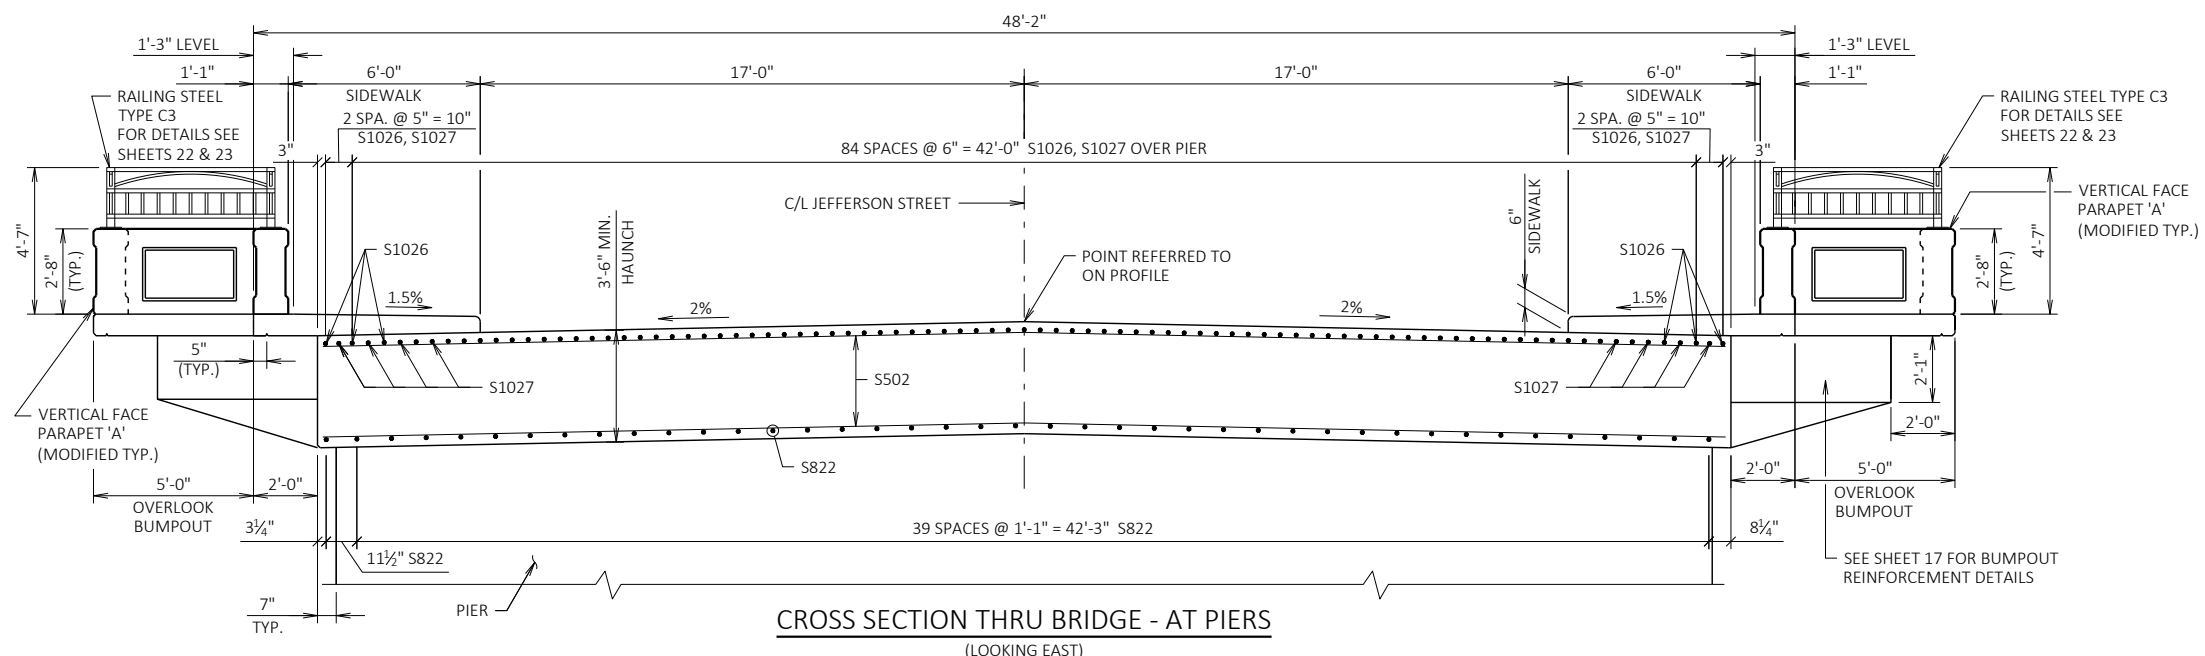 48'-2"
1'-3" LEVEL
1'-3" LEVEL
1'-1"
6'-0"
17'-0"
17'-0"
6'-0"
1'-1"
SIDEWALK
SIDEWALK
RAILING STEEL
TYPE C3
FOR DETAILS SEE
SHEETS 22 & 23
2 SPA. @ 5" = 10"
S1026, S1027
2 SPA. @ 5" = 10"
S1026, S1027
RAILING STEEL TYPE C3
FOR DETAILS SEE
SHEETS 22 & 23
3"
84 SPACES @ 6" = 42'-0"  S1026, S1027 OVER PIER
3"
C/L JEFFERSON STREET
6"
SIDEWALK
VERTICAL FACE
PARAPET 'A'
(MODIFIED TYP.)
4'-7"
2'-8"
(TYP.)
S1026
3'-6" MIN.
HAUNCH
POINT REFERRED TO
ON PROFILE
S1026
2'-8"
(TYP.)
4'-7"
1.5%
2%
2%
1.5%
5"
(TYP.)
S1027
S502
S1027
2'-1"
VERTICAL FACE
PARAPET 'A'
(MODIFIED TYP.)
2'-0"
S822
5'-0"
2'-0"
2'-0"
5'-0"
OVERLOOK
BUMPOUT
OVERLOOK
BUMPOUT
3¼"
39 SPACES @ 1'-1" = 42'-3"  S822
8¼"
11½" S822
SEE SHEET 17 FOR BUMPOUT
REINFORCEMENT DETAILS
7"
TYP.
PIER
CROSS SECTION THRU BRIDGE - AT PIERS
(LOOKING EAST)